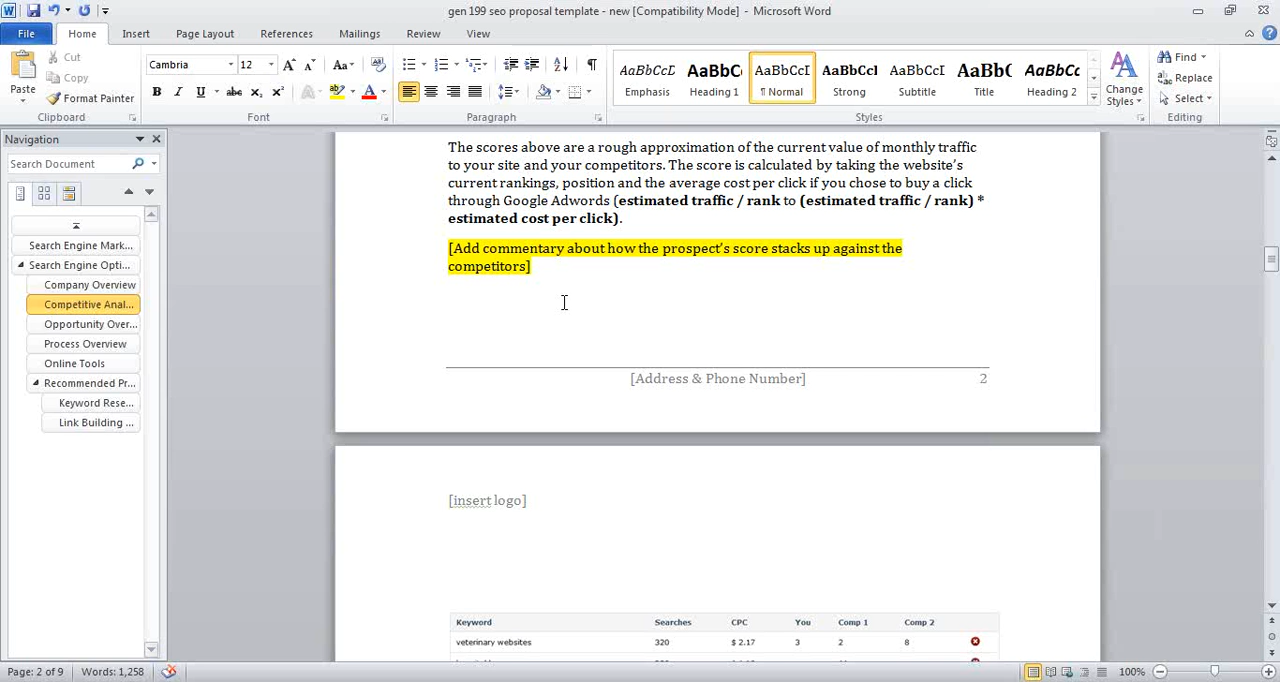 gen 199 seo proposal template - new [Compatibility Mode] - Microsoft Word
File Home Insert Page Layout References Mailings Review View
Paste
Cut
Copy
Format Painter
Clipboard
Cambria 12
Font
Paragraph
AaBbCcD AaBbC( AaBbCcI AaBbCcl AaBbCcI AaBb( AaBbCc
Emphasis Heading 1 ¶ Normal Strong Subtitle Title Heading 2
Change
Styles
Styles
Find
Replace
Select
Editing
Navigation
Search Document
Search Engine Mark...
Search Engine Opti...
Company Overview
Competitive Anal...
Opportunity Over...
Process Overview
Online Tools
Recommended Pr...
Keyword Rese...
Link Building ...
The scores above are a rough approximation of the current value of monthly traffic
to your site and your competitors. The score is calculated by taking the website's
current rankings, position and the average cost per click if you chose to buy a click
through Google Adwords (estimated traffic / rank to (estimated traffic / rank) *
estimated cost per click).
[Add commentary about how the prospect's score stacks up against the
competitors]
[Address & Phone Number] 2
[insert logo]
Keyword Searches CPC You Comp 1 Comp 2
veterinary websites 320 $ 2.17 3 2 8
Page: 2 of 9 Words: 1,258 100%